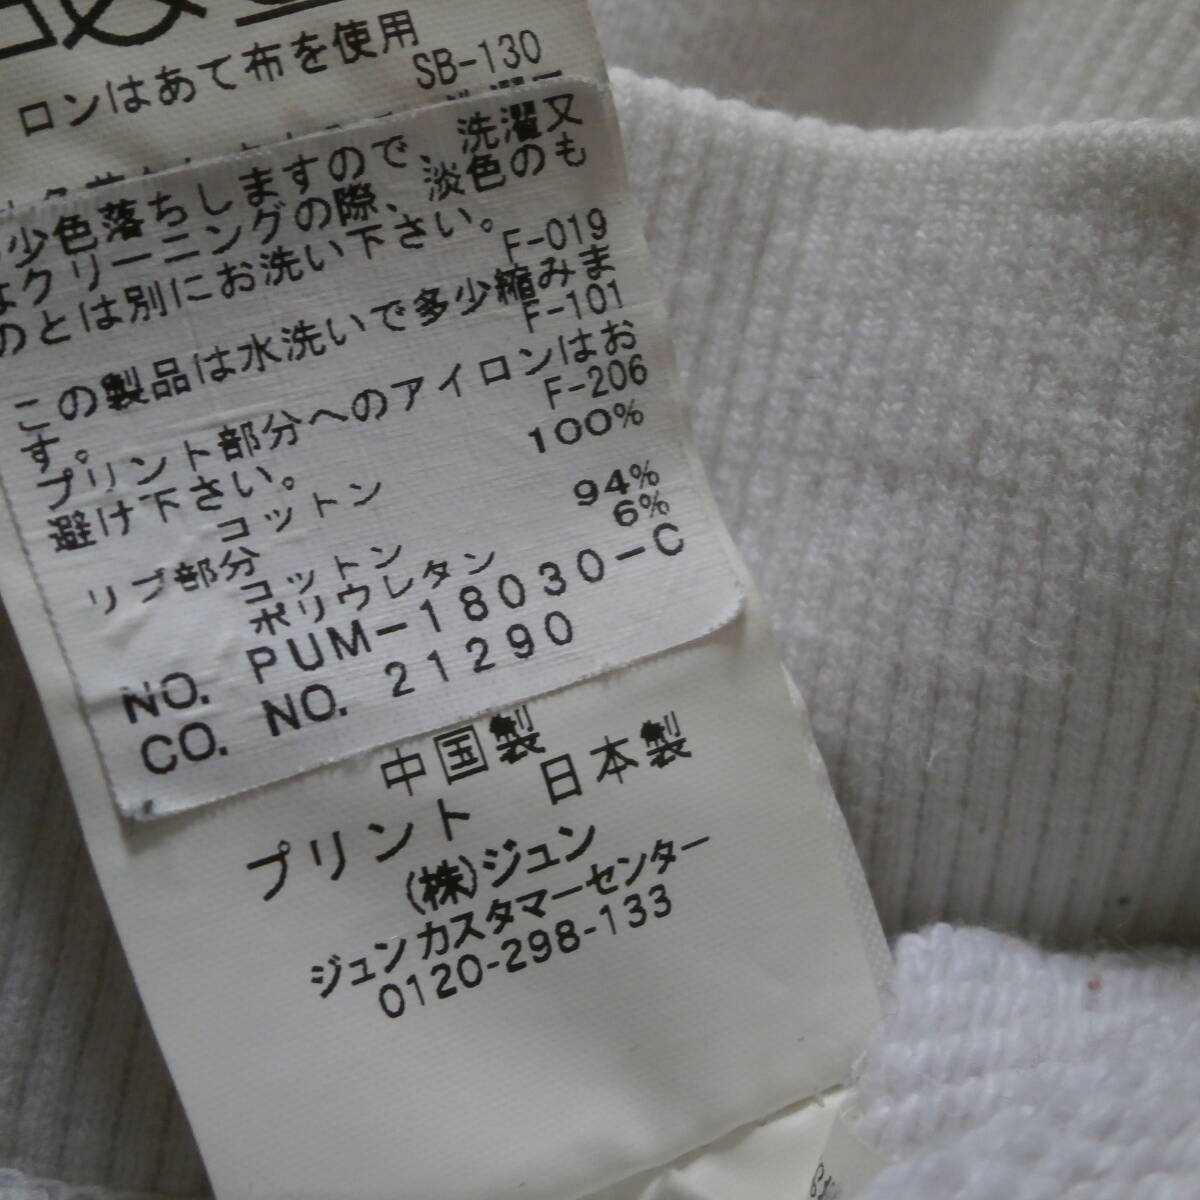 ロンはあて布を使用
SB-130
少色落ちしますので、洗濯又
はクリーニングの際、淡色のも
のとは別にお洗い下さい。
F-019
この製品は水洗いで多少縮みま
す。
F-101
プリント部分へのアイロンはお
避け下さい。
F-206
コットン 100%
リブ部分
コットン 94%
ポリウレタン 6%
NO. PUM-18030-C
CO. NO. 21290
中国製
プリント 日本製
(株)ジュン
ジュンカスタマーセンター
0120-298-133